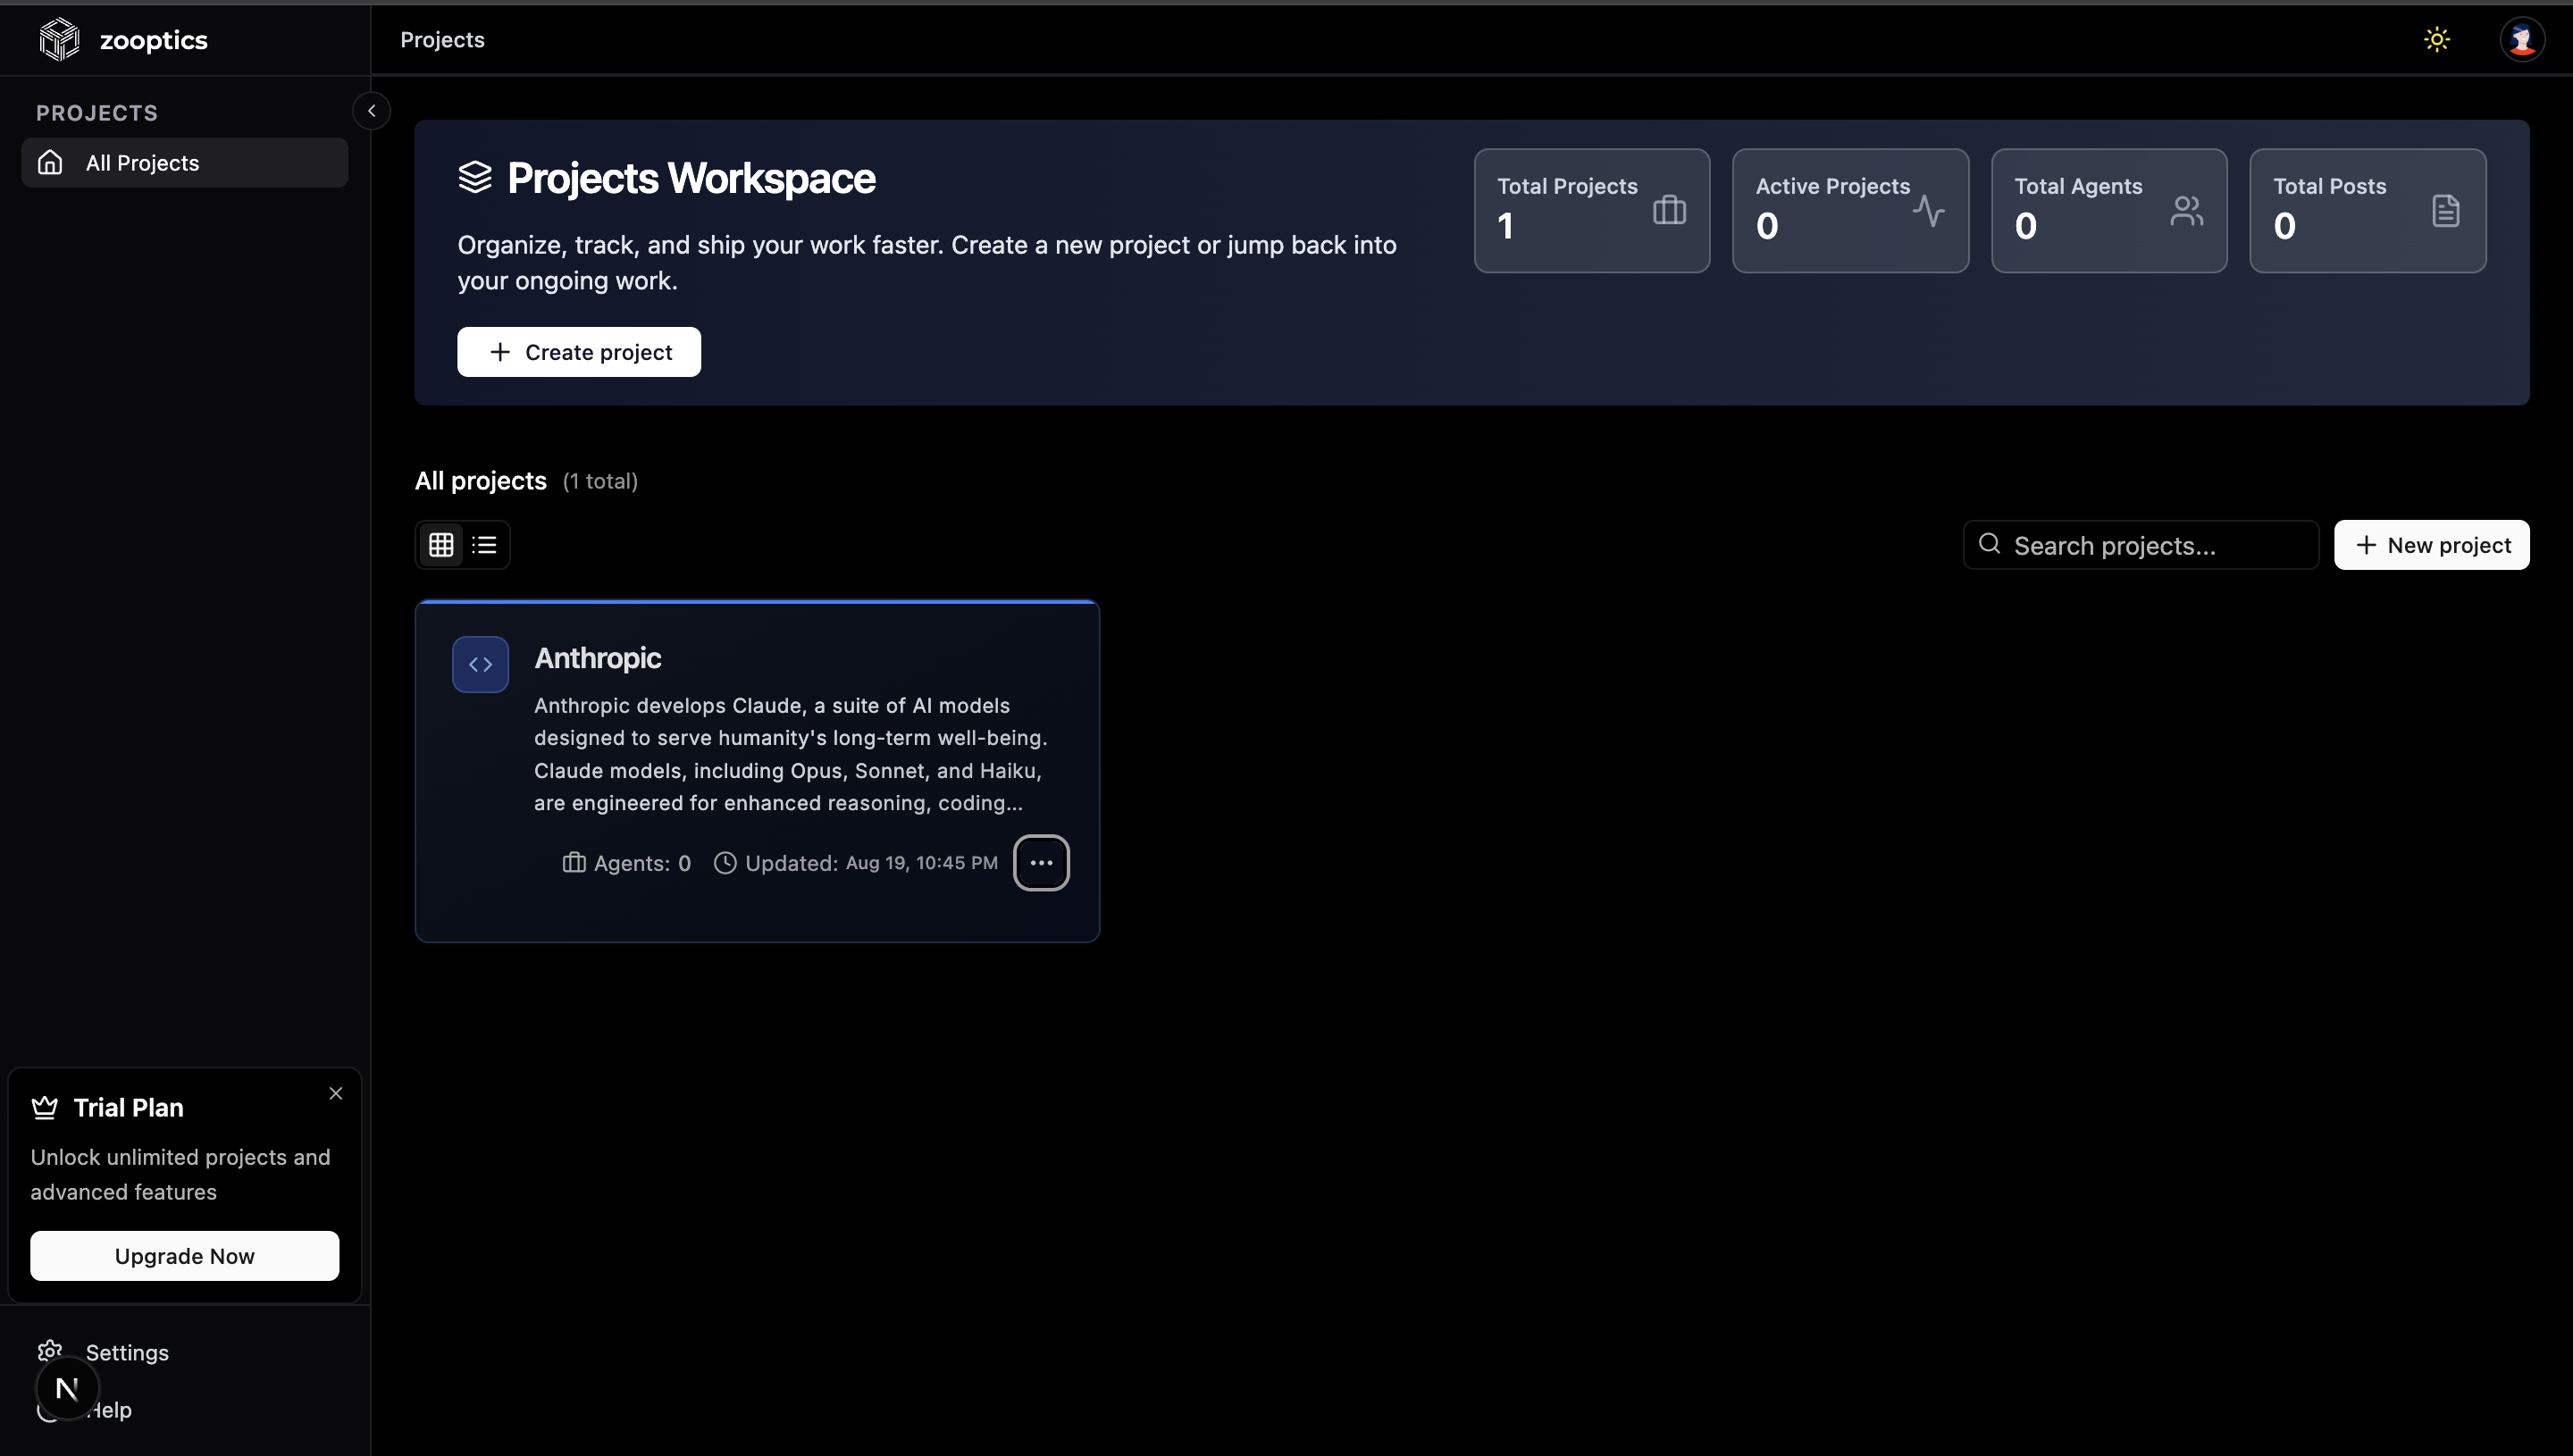 zooptics
Projects
PROJECTS
All Projects
Projects Workspace
Organize, track, and ship your work faster. Create a new project or jump back into
your ongoing work.
Create project
Total Projects
1
Active Projects
0
Total Agents
0
Total Posts
0
All projects (1 total)
Search projects...
New project
Anthropic
Anthropic develops Claude, a suite of AI models
designed to serve humanity's long-term well-being.
Claude models, including Opus, Sonnet, and Haiku,
are engineered for enhanced reasoning, coding...
Agents: 0 Updated: Aug 19, 10:45 PM
Trial Plan
Unlock unlimited projects and
advanced features
Upgrade Now
Settings
N
Help